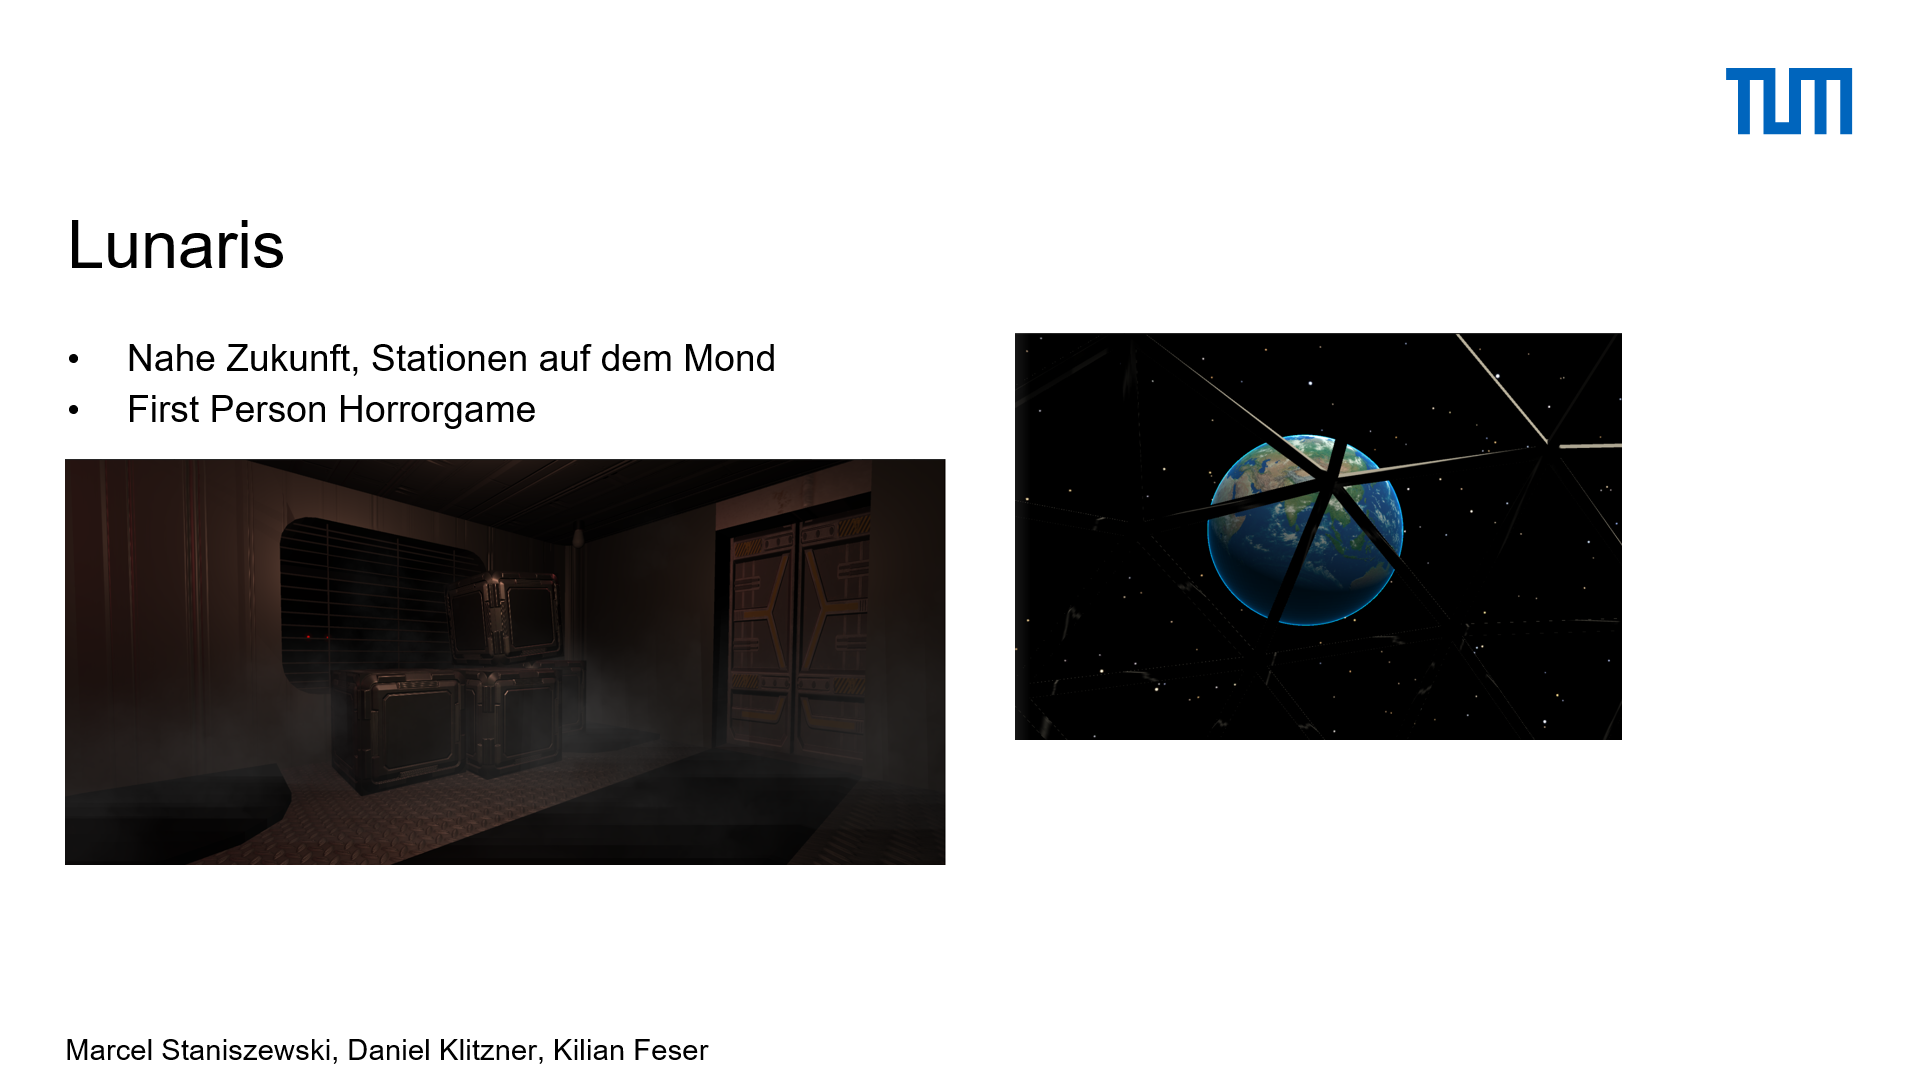 TUM
Lunaris
• Nahe Zukunft, Stationen auf dem Mond
• First Person Horrorgame
Marcel Staniszewski, Daniel Klitzner, Kilian Feser